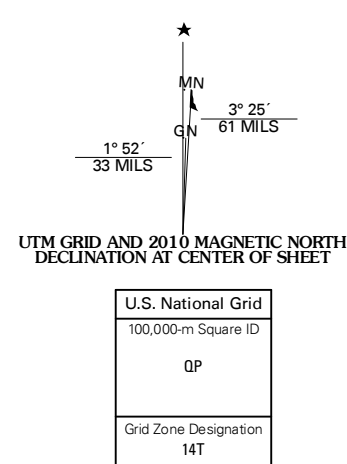 MN
3° 25´
61 MILS
GN
1° 52´
33 MILS
UTM GRID AND 2010 MAGNETIC NORTH
DECLINATION AT CENTER OF SHEET
U.S. National Grid
100,000-m Square ID
QP
Grid Zone Designation
14T